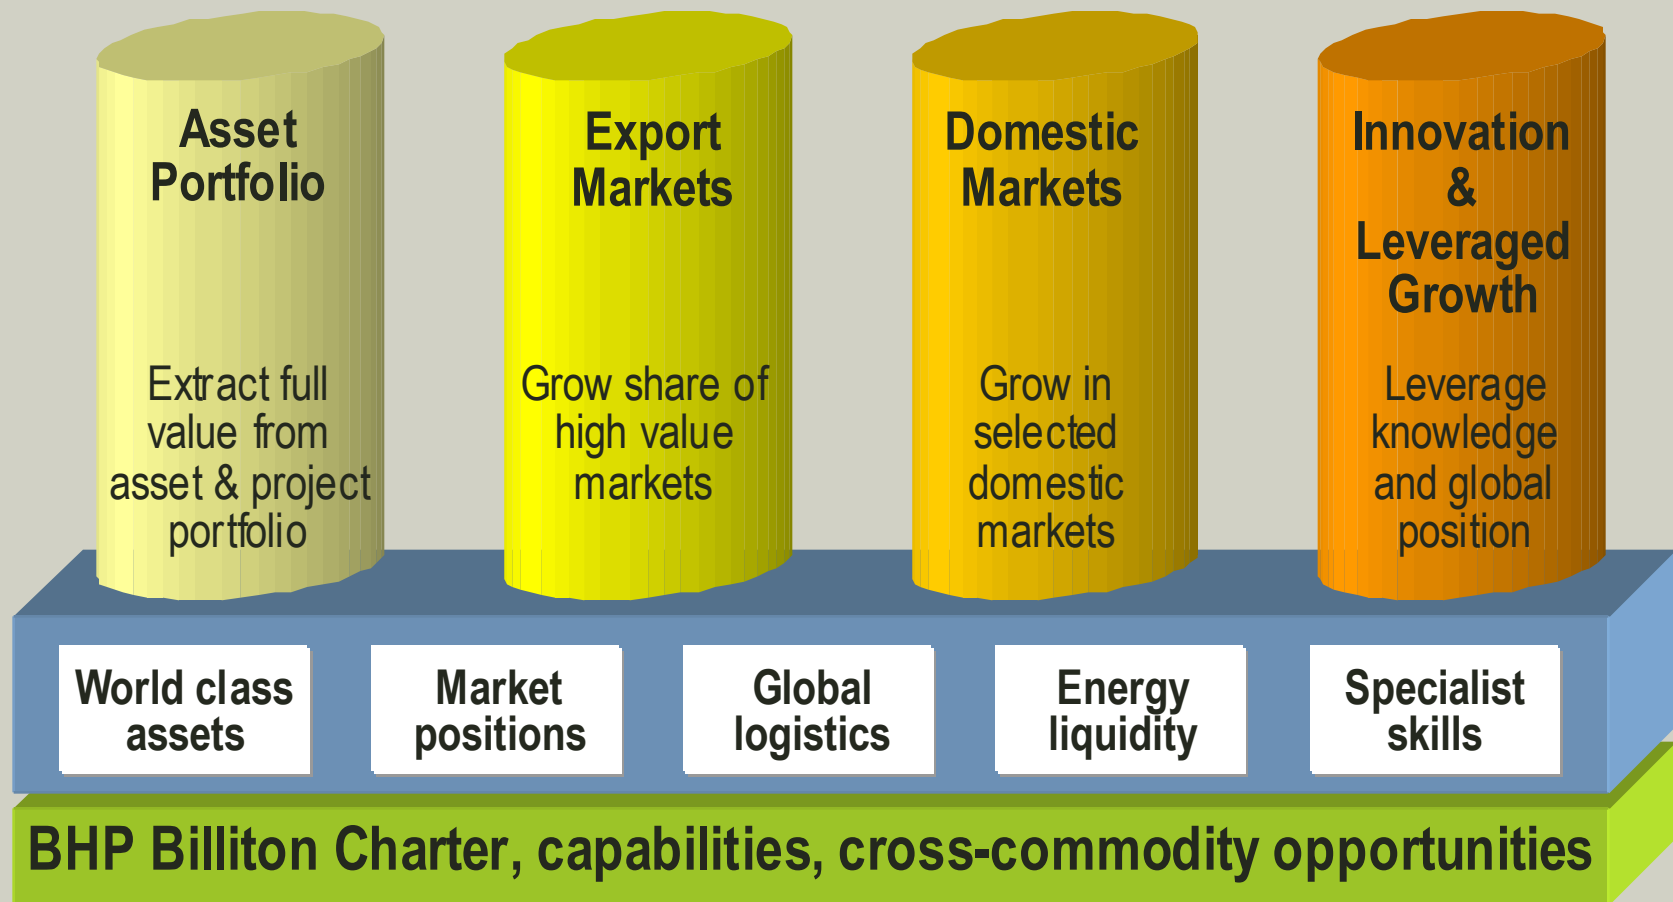 Asset
Portfolio
Extract full
value from
asset & project
portfolio
Export
Markets
Grow share of
high value
markets
Domestic
Markets
Grow in
selected
domestic
markets
Innovation
&
Leveraged
Growth
Leverage
knowledge
and global
position
World class
assets
Market
positions
Global
logistics
Energy
liquidity
Specialist
skills
BHP Billiton Charter, capabilities, cross-commodity opportunities